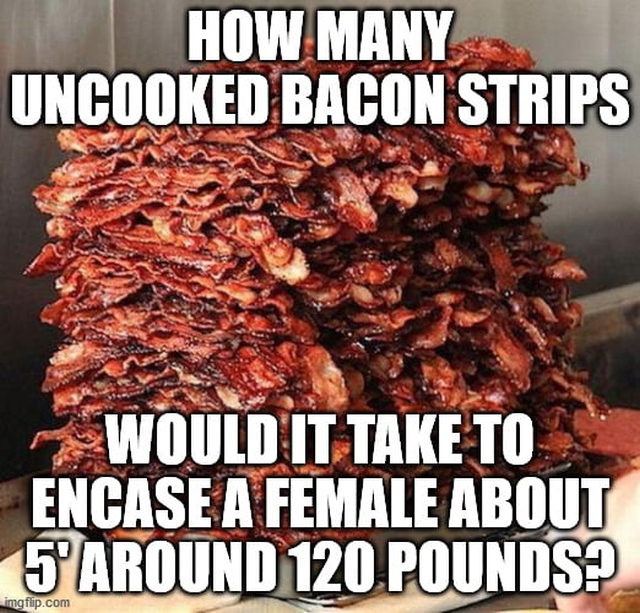 HOW MANY
UNCOOKED BACON STRIPS
WOULD IT TAKE TO
ENCASE A FEMALE ABOUT
5' AROUND 120 POUNDS?
imgflip.com